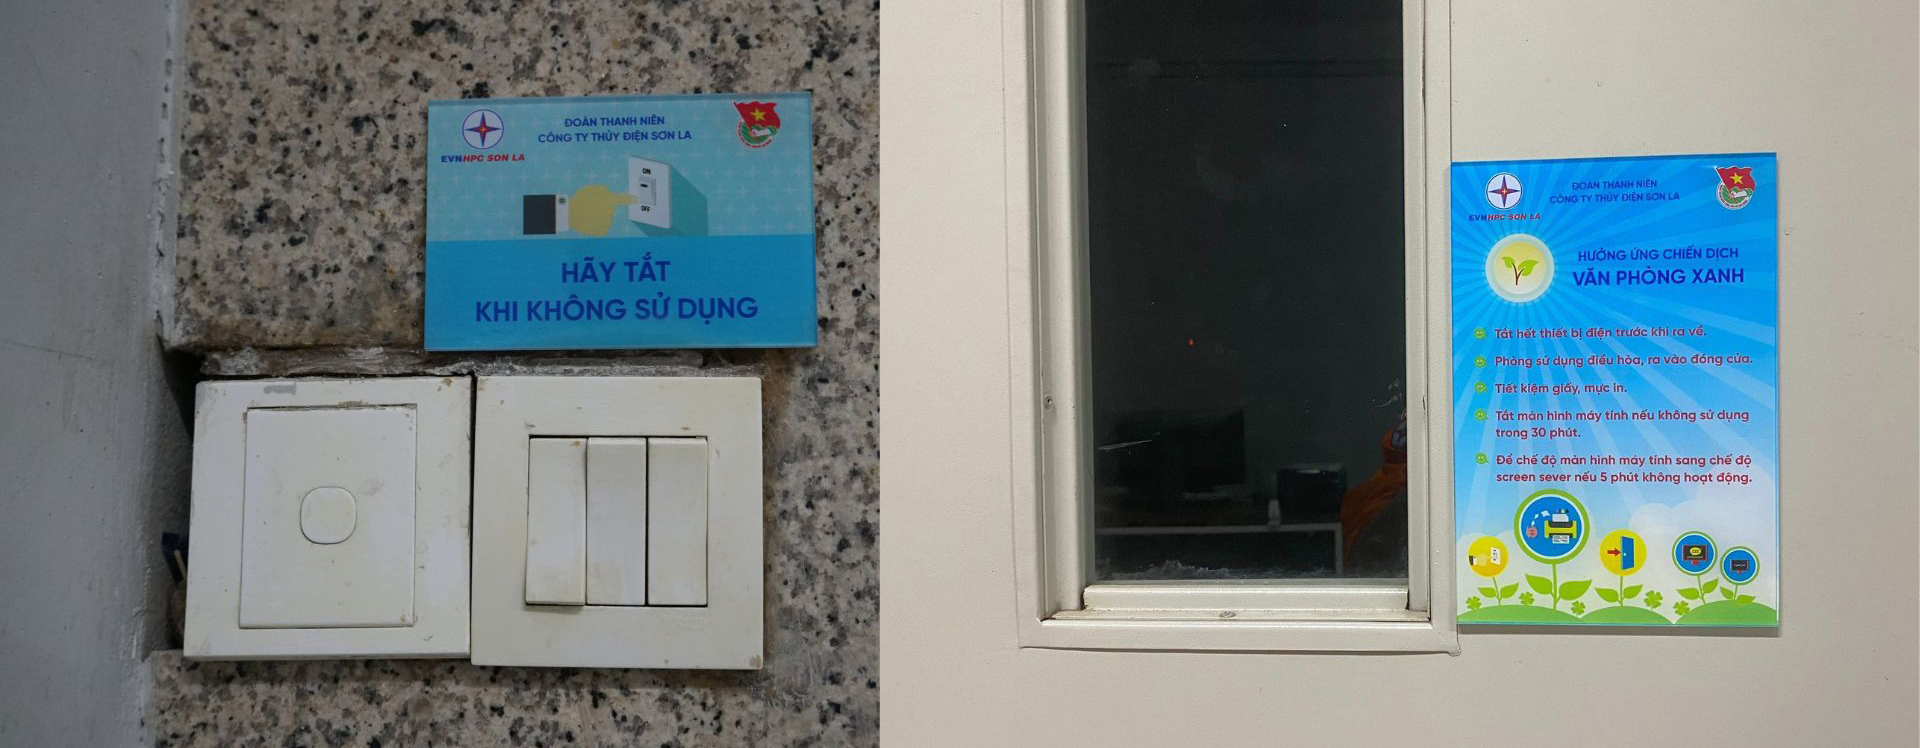 EVNHPC SƠN LA
ĐOÀN THANH NIÊN
CÔNG TY THỦY ĐIỆN SƠN LA
ON
OFF
HÃY TẮT
KHI KHÔNG SỬ DỤNG
EVNHPC SƠN LA
ĐOÀN THANH NIÊN
CÔNG TY THỦY ĐIỆN SƠN LA
HƯỞNG ỨNG CHIẾN DỊCH
VĂN PHÒNG XANH
Tắt hết thiết bị điện trước khi ra về.
Phòng sử dụng điều hòa, ra vào đóng cửa.
Tiết kiệm giấy, mực in.
Tắt màn hình máy tính nếu không sử dụng
trong 30 phút.
Để chế độ màn hình máy tính sang chế độ
screen sever nếu 5 phút không hoạt động.